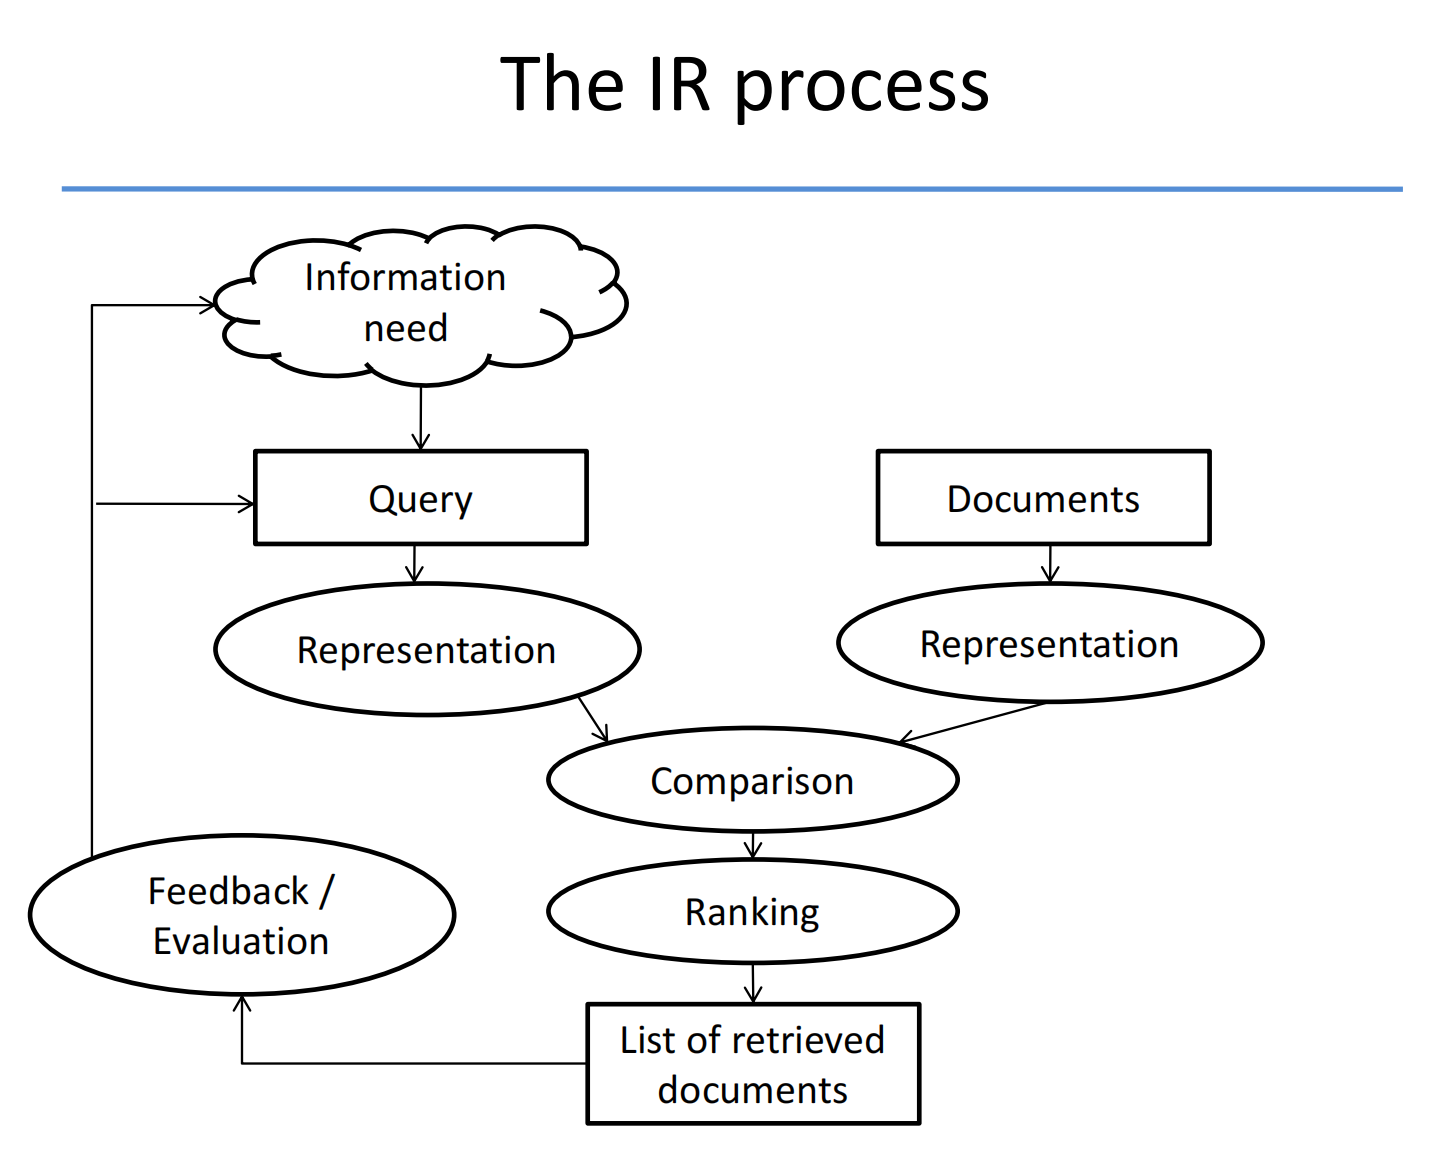 The IR process
Information
need
Query
Documents
Representation
Representation
Comparison
Feedback /
Evaluation
Ranking
List of retrieved
documents